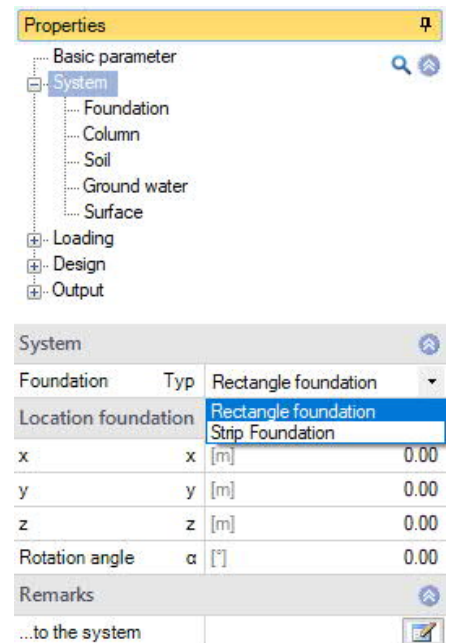 Properties
Basic parameter
System
Foundation
Column
Soil
Ground water
Surface
Loading
Design
Output
System
Foundation Typ Rectangle foundation
Location foundation Rectangle foundation
Strip Foundation
x x [m] 0.00
y y [m] 0.00
z z [m] 0.00
Rotation angle α [°] 0.00
Remarks
...to the system